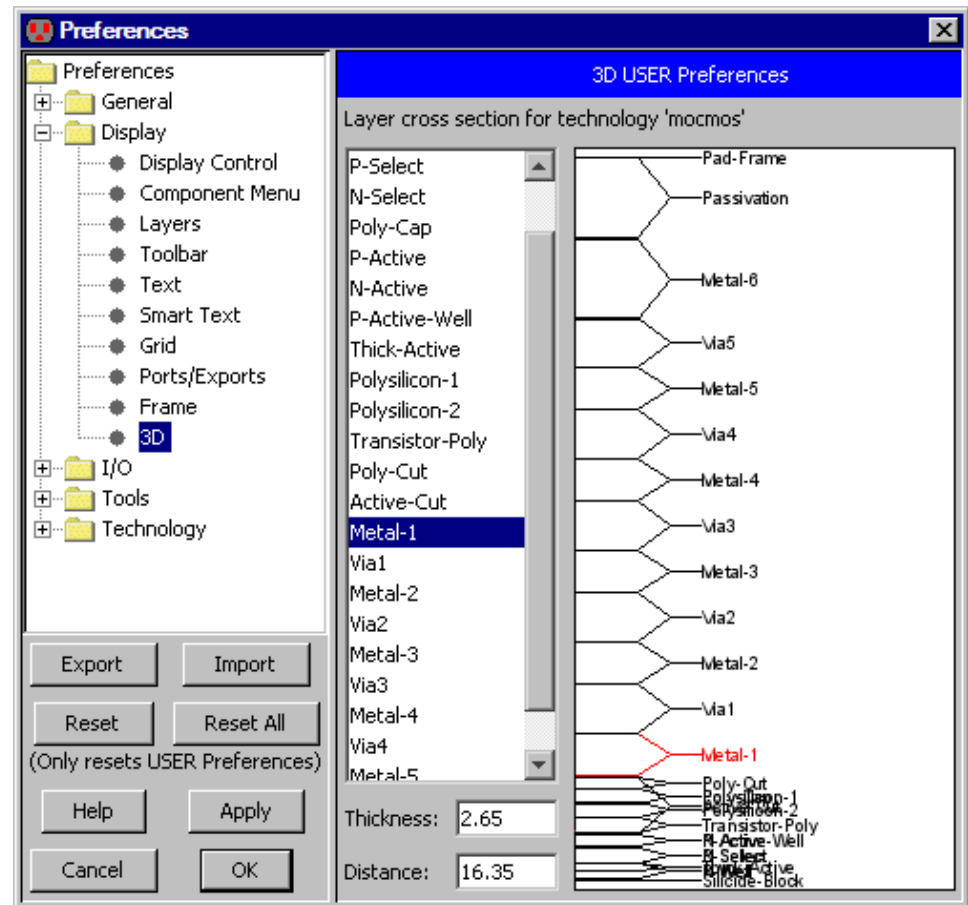 Preferences
Preferences
General
Display
Display Control
Component Menu
Layers
Toolbar
Text
Smart Text
Grid
Ports/Exports
Frame
3D
I/O
Tools
Technology
Export
Import
Reset
Reset All
(Only resets USER Preferences)
Help
Apply
Cancel
OK
3D USER Preferences
Layer cross section for technology 'mocmos'
P-Select
N-Select
Poly-Cap
P-Active
N-Active
P-Active-Well
Thick-Active
Polysilicon-1
Polysilicon-2
Transistor-Poly
Poly-Cut
Active-Cut
Metal-1
Via1
Metal-2
Via2
Metal-3
Via3
Metal-4
Via4
Metal-5
Thickness: 2.65
Distance: 16.35
Pad-Frame
Passivation
Metal-6
Via5
Metal-5
Via4
Metal-4
Via3
Metal-3
Via2
Metal-2
Via1
Metal-1
Poly-Cut
Transistor-Poly
Silicide-Block